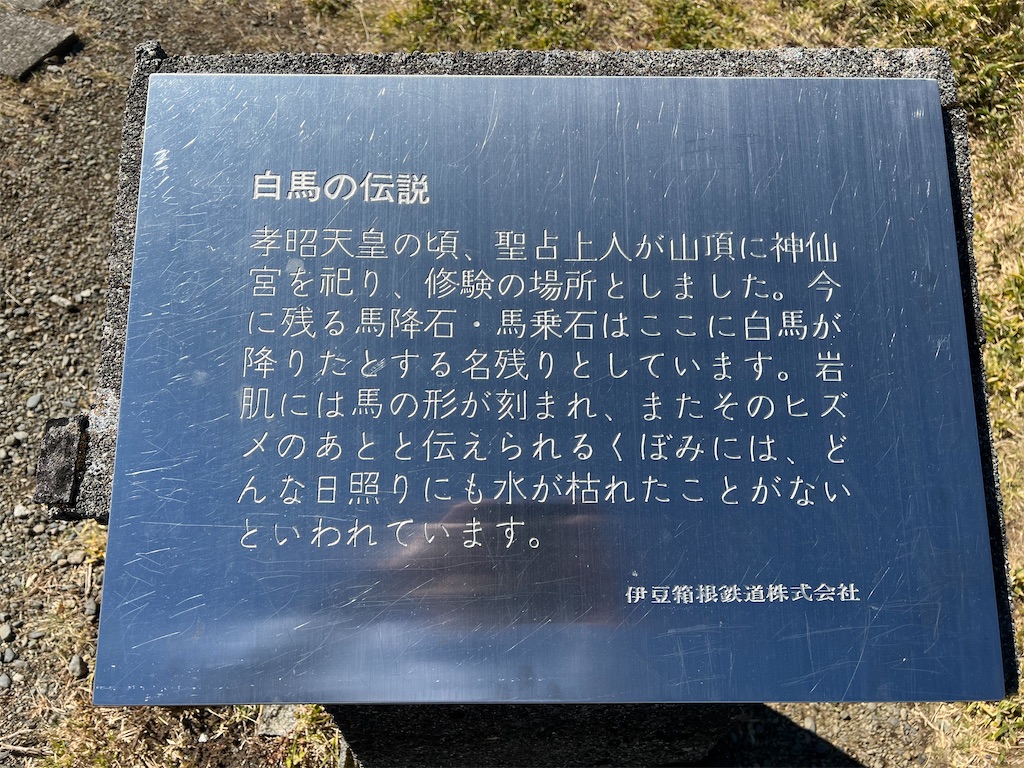 白馬の伝説
孝昭天皇の頃、聖占上人が山頂に神仙
宮を祀り、修験の場所としました。今
に残る馬降石・馬乗石はここに白馬が
降りたとする名残りとしています。岩
肌には馬の形が刻まれ、またそのヒズ
メのあとと伝えられるくぼみには、ど
んな日照りにも水が枯れたことがない
といわれています。
伊豆箱根鉄道株式会社